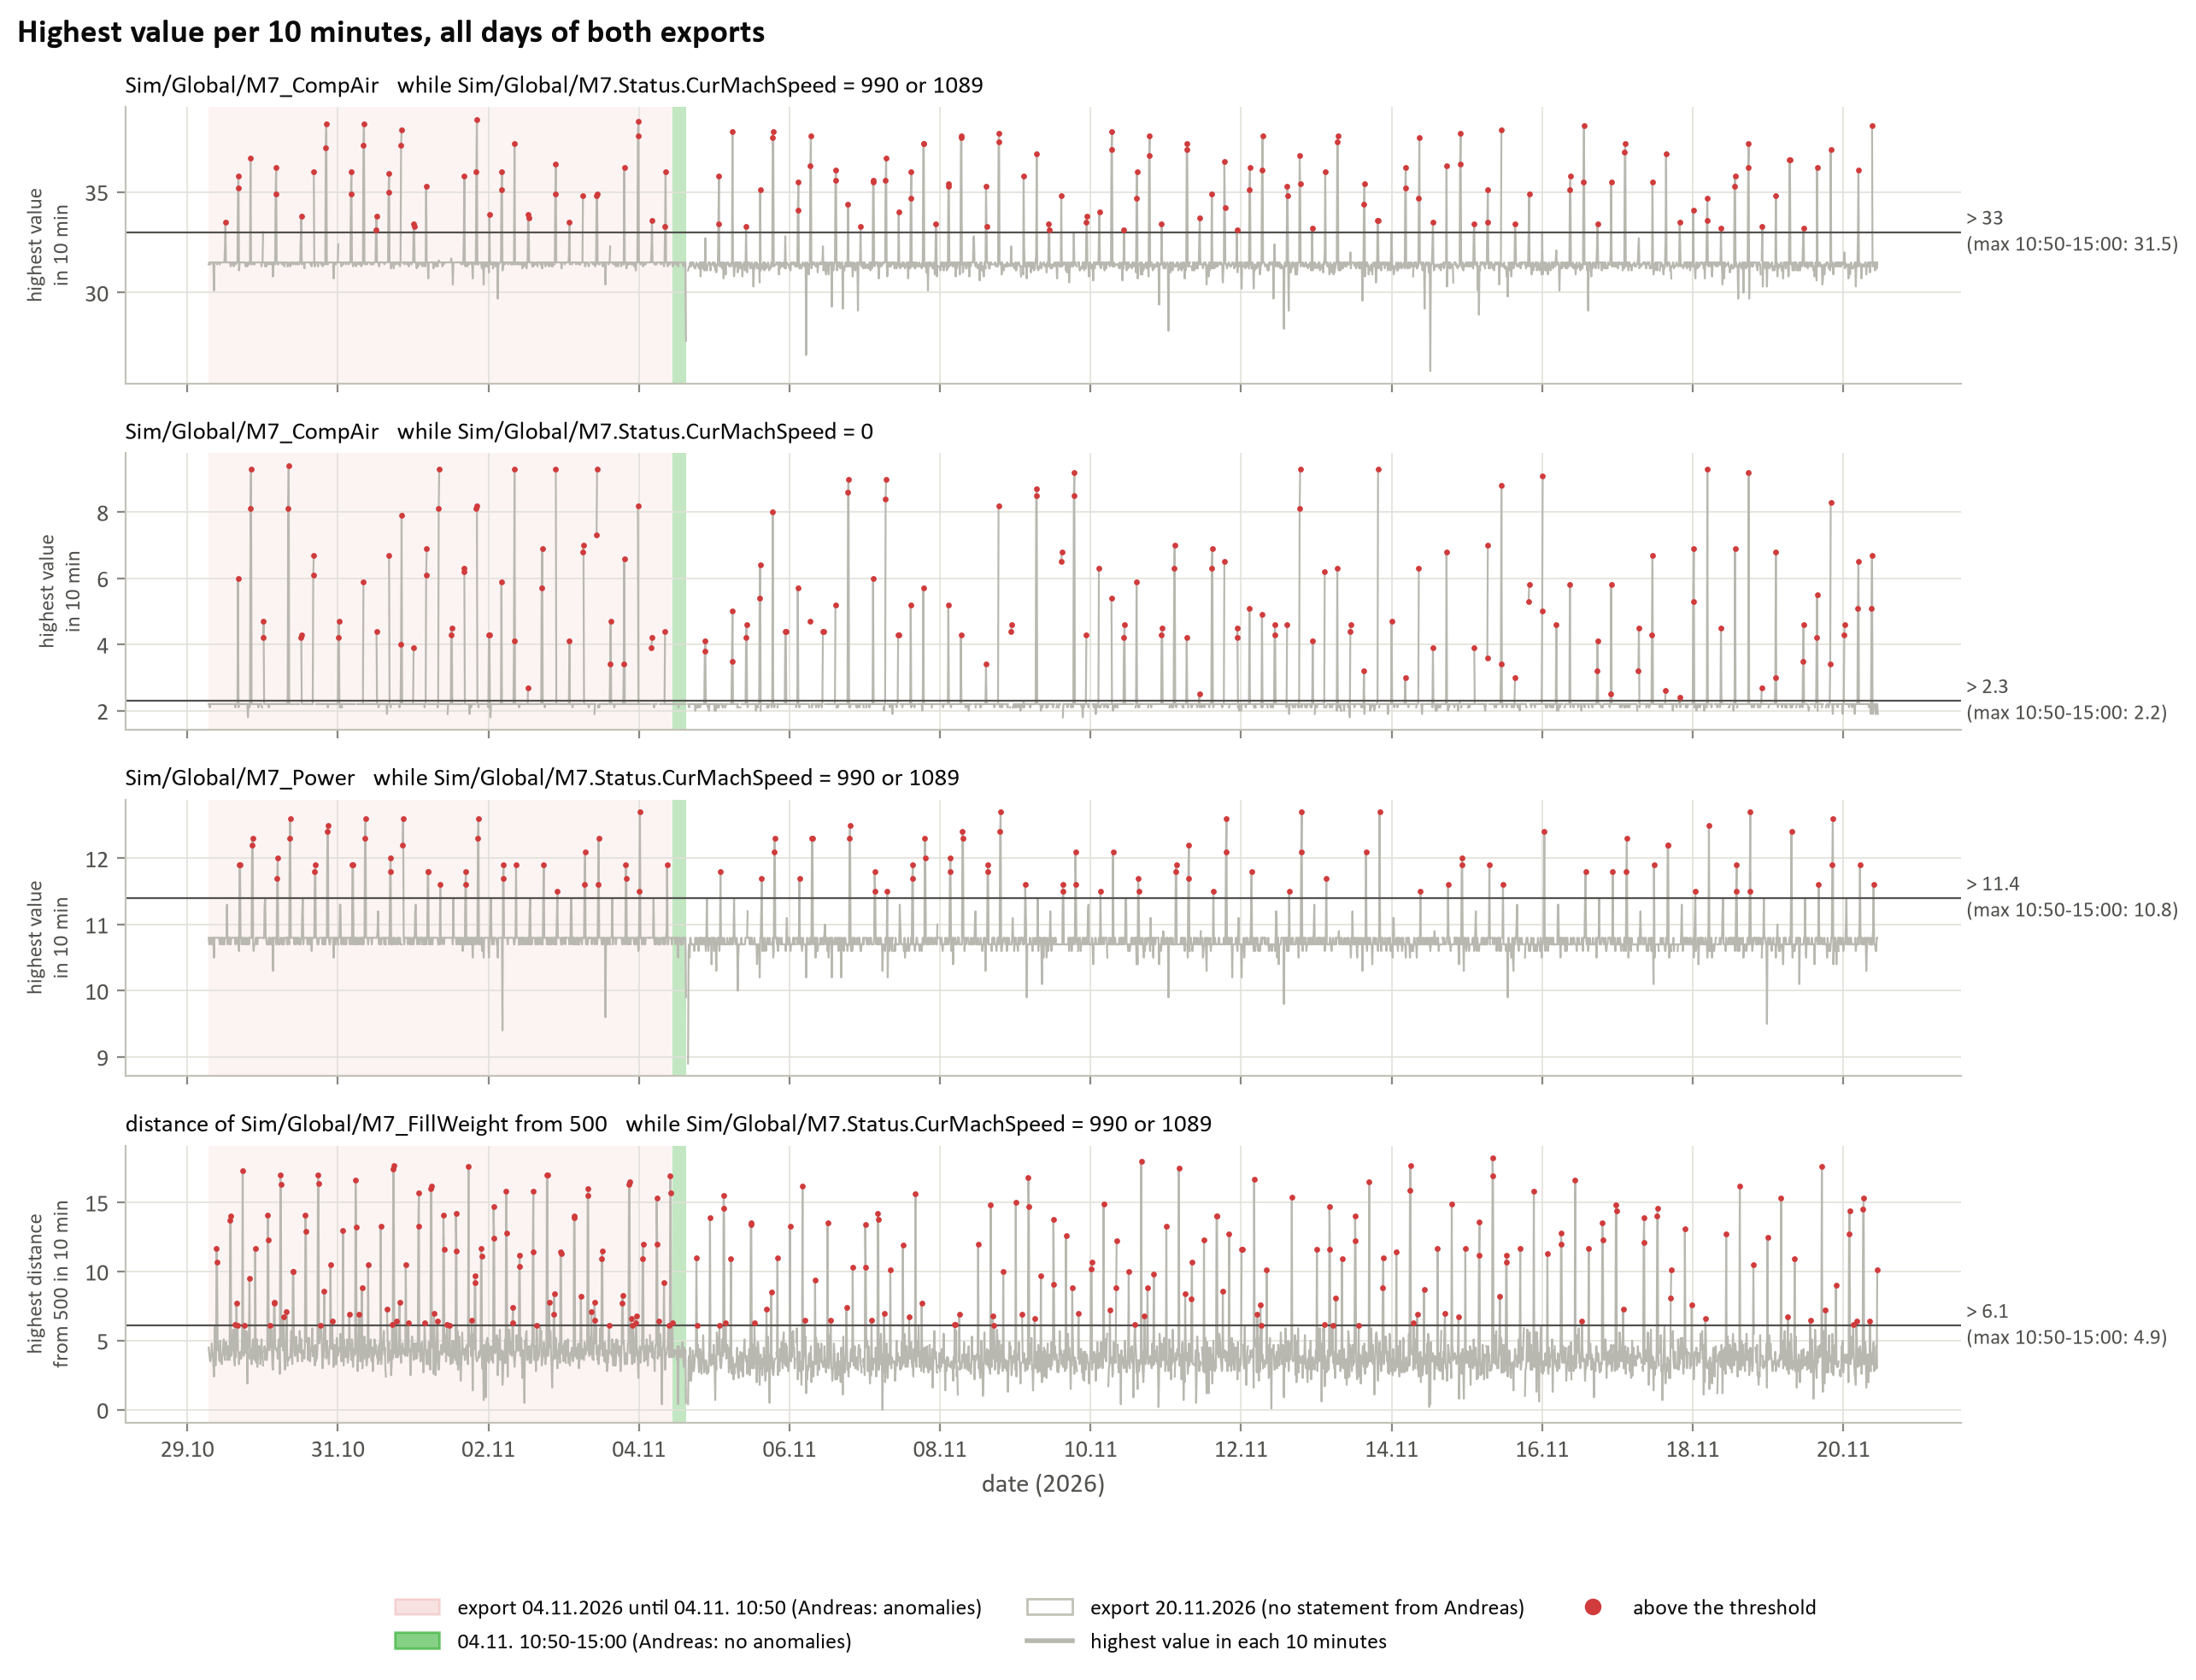 Highest value per 10 minutes, all days of both exports
Sim/Global/M7_CompAir   while Sim/Global/M7.Status.CurMachSpeed = 990 or 1089
highest value
in 10 min
35
30
> 33
(max 10:50-15:00: 31.5)
Sim/Global/M7_CompAir   while Sim/Global/M7.Status.CurMachSpeed = 0
highest value
in 10 min
8
6
4
2
> 2.3
(max 10:50-15:00: 2.2)
Sim/Global/M7_Power   while Sim/Global/M7.Status.CurMachSpeed = 990 or 1089
highest value
in 10 min
12
11
10
9
> 11.4
(max 10:50-15:00: 10.8)
distance of Sim/Global/M7_FillWeight from 500   while Sim/Global/M7.Status.CurMachSpeed = 990 or 1089
highest distance
from 500 in 10 min
15
10
5
0
> 6.1
(max 10:50-15:00: 4.9)
29.10 31.10 02.11 04.11 06.11 08.11 10.11 12.11 14.11 16.11 18.11 20.11
date (2026)
export 04.11.2026 until 04.11. 10:50 (Andreas: anomalies)
04.11. 10:50-15:00 (Andreas: no anomalies)
export 20.11.2026 (no statement from Andreas)
highest value in each 10 minutes
above the threshold